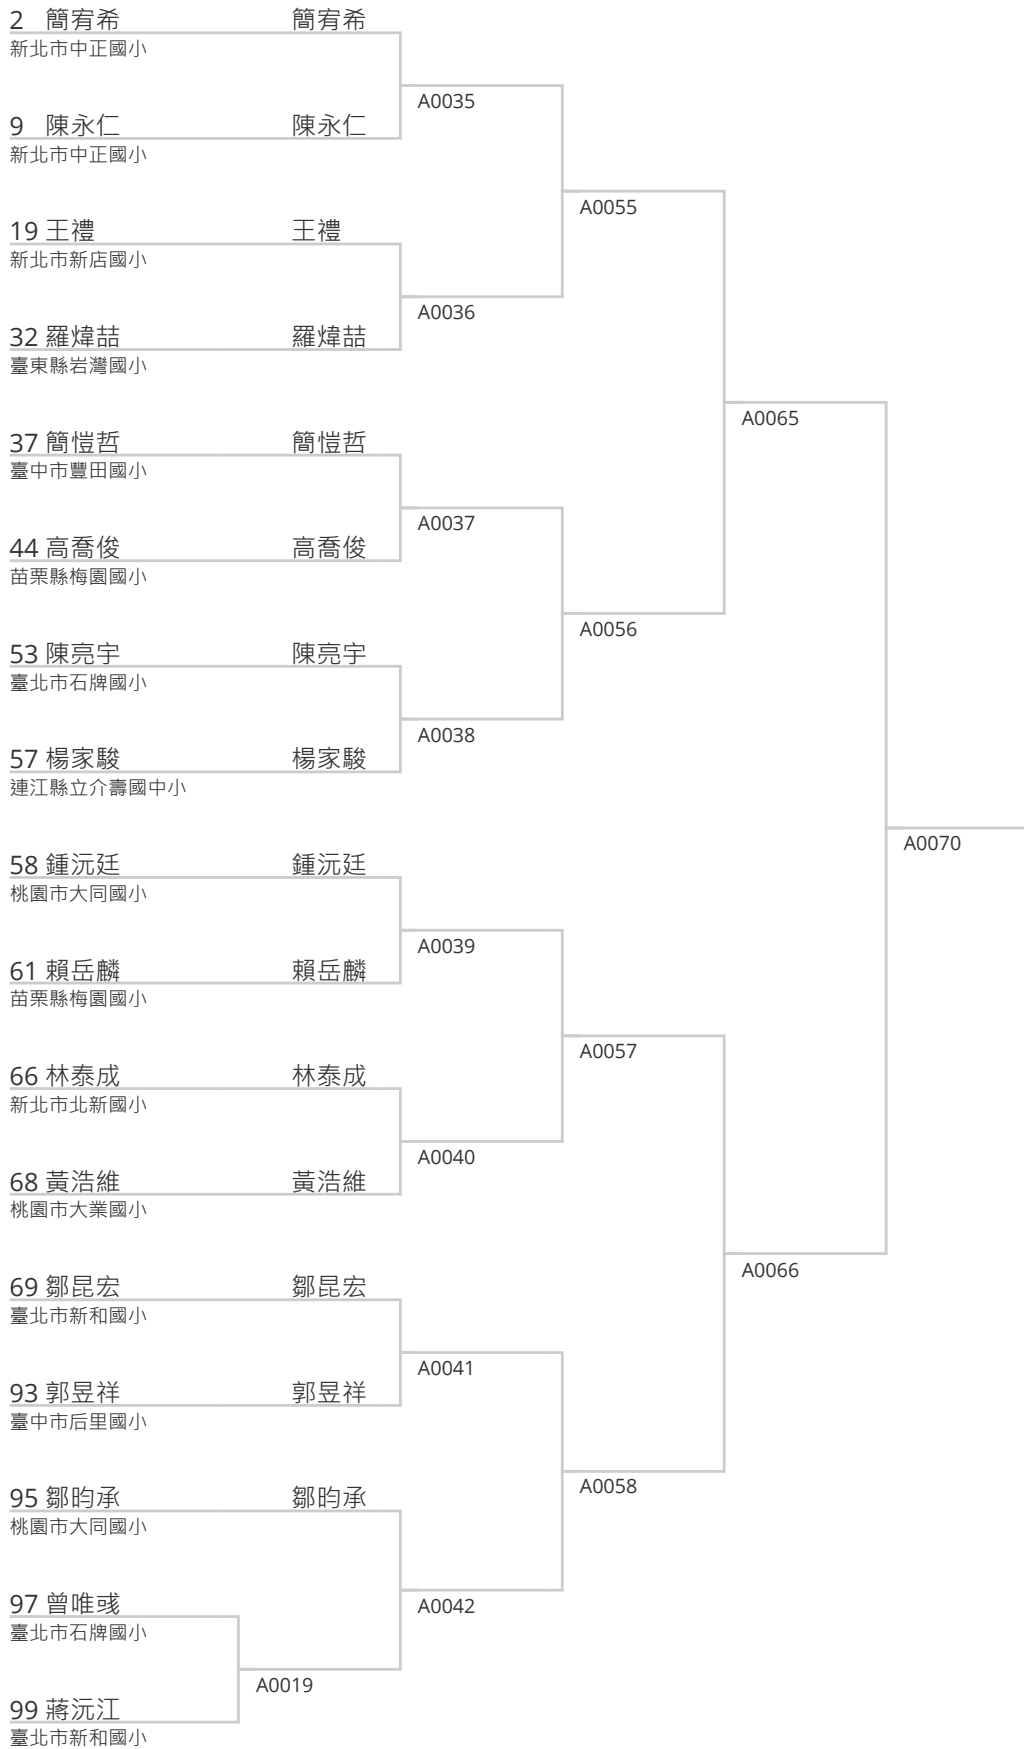 2 簡宥希 簡宥希
新北市中正國小
A0035
9 陳永仁 陳永仁
新北市中正國小
A0055
19 王禮 王禮
新北市新店國小
A0036
32 羅煒喆 羅煒喆
臺東縣岩灣國小
A0065
37 簡愷哲 簡愷哲
臺中市豐田國小
A0037
44 高喬俊 高喬俊
苗栗縣梅園國小
A0056
53 陳亮宇 陳亮宇
臺北市石牌國小
A0038
57 楊家駿 楊家駿
連江縣立介壽國中小
A0070
58 鍾沅廷 鍾沅廷
桃園市大同國小
A0039
61 賴岳麟 賴岳麟
苗栗縣梅園國小
A0057
66 林泰成 林泰成
新北市北新國小
A0040
68 黃浩維 黃浩維
桃園市大業國小
A0066
69 鄒昆宏 鄒昆宏
臺北市新和國小
A0041
93 郭昱祥 郭昱祥
臺中市后里國小
A0058
95 鄒昀承 鄒昀承
桃園市大同國小
97 曾唯彧
A0042
臺北市石牌國小
A0019
99 蔣沅江
臺北市新和國小